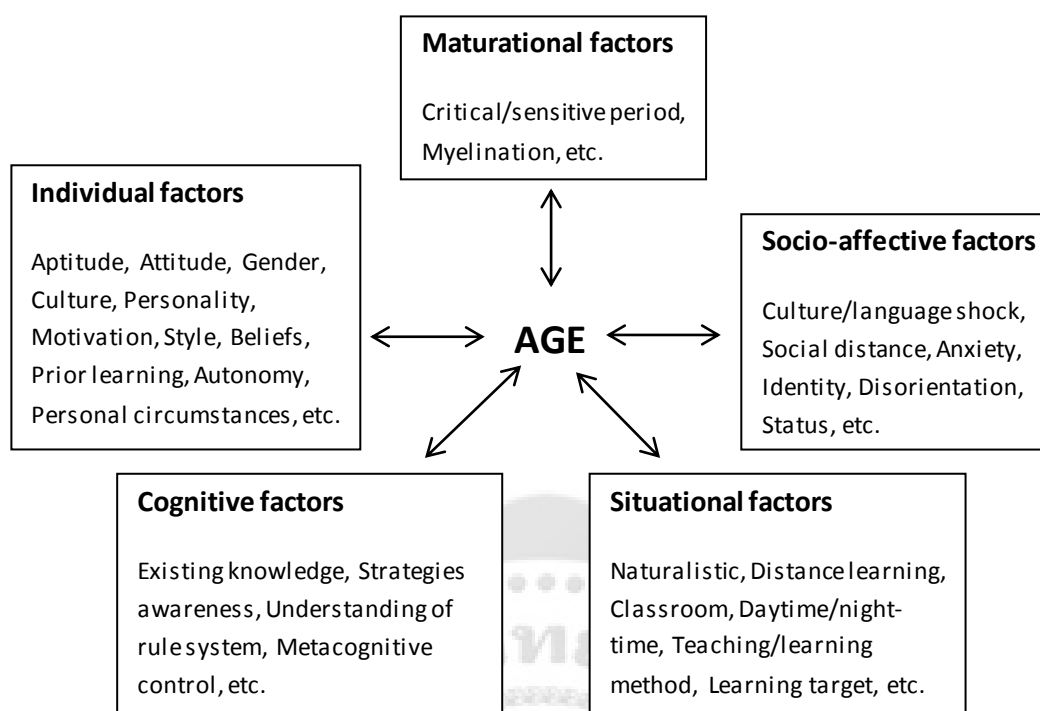 Maturational factors
Critical/sensitive period,
Myelination, etc.
Individual factors
Aptitude, Attitude, Gender,
Culture, Personality,
Motivation, Style, Beliefs,
Prior learning, Autonomy,
Personal circumstances, etc.
Socio-affective factors
Culture/language shock,
Social distance, Anxiety,
Identity, Disorientation,
Status, etc.
AGE
Cognitive factors
Existing knowledge, Strategies
awareness, Understanding of
rule system, Metacognitive
control, etc.
Situational factors
Naturalistic, Distance learning,
Classroom, Daytime/night-
time, Teaching/learning
method, Learning target, etc.